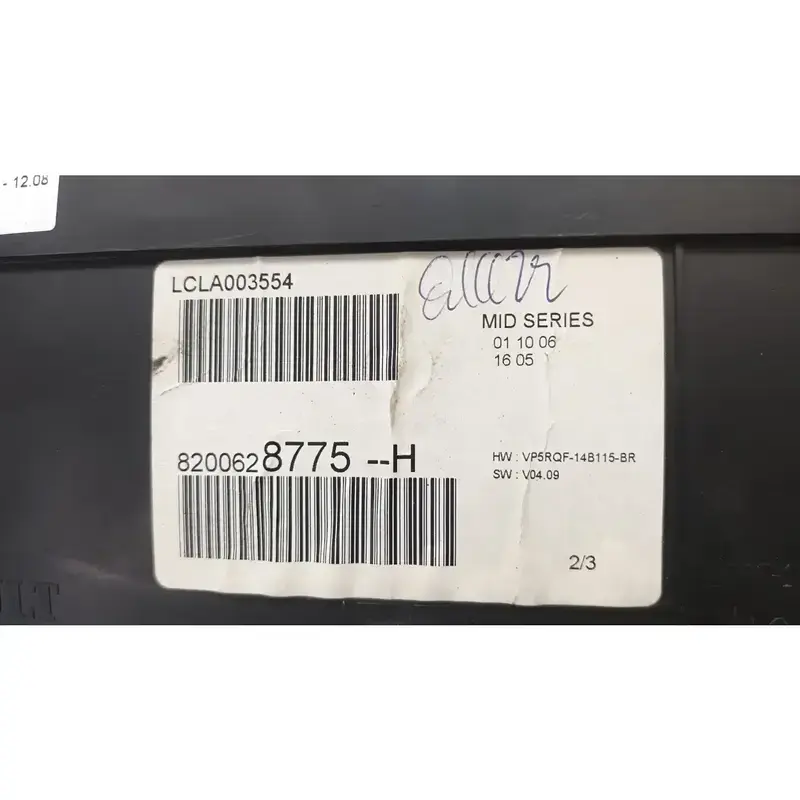 - 12.08
LCLA003554
MID SERIES
01 10 06
16 05
8200628775 --H
HW : VP5RQF-14B115-BR
SW : V04.09
2/3